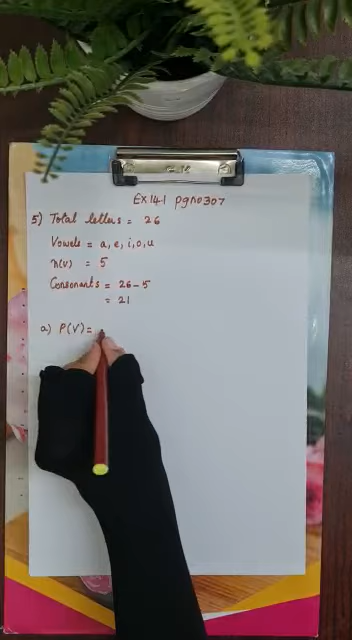 Ex 14.1 pg no 307
5) Total letters = 26
Vowels = a, e, i, o, u
n(v) = 5
Consonants = 26 - 5
= 21
a) P(V) =